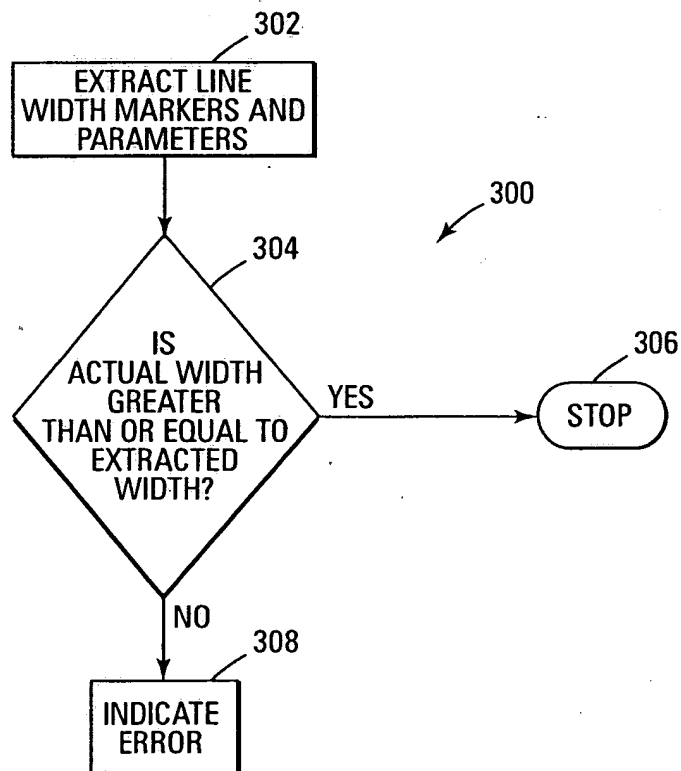 302
EXTRACT LINE
WIDTH MARKERS AND
PARAMETERS
300
304
IS
ACTUAL WIDTH
GREATER
THAN OR EQUAL TO
EXTRACTED
WIDTH?
YES
306
STOP
NO
308
INDICATE
ERROR